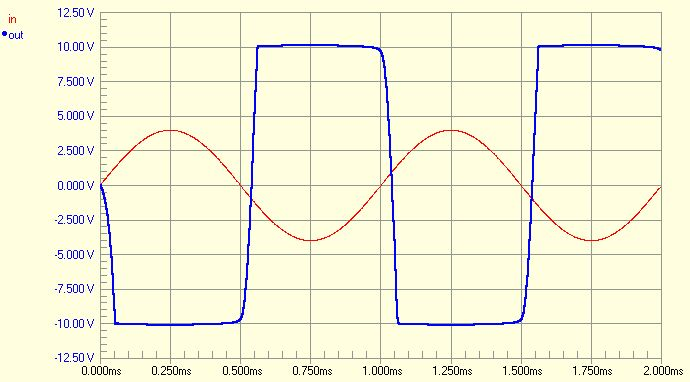 in
out
12.50 V
10.00 V
7.500 V
5.000 V
2.500 V
0.000 V
-2.500 V
-5.000 V
-7.500 V
-10.00 V
-12.50 V
0.000ms 0.250ms 0.500ms 0.750ms 1.000ms 1.250ms 1.500ms 1.750ms 2.000ms